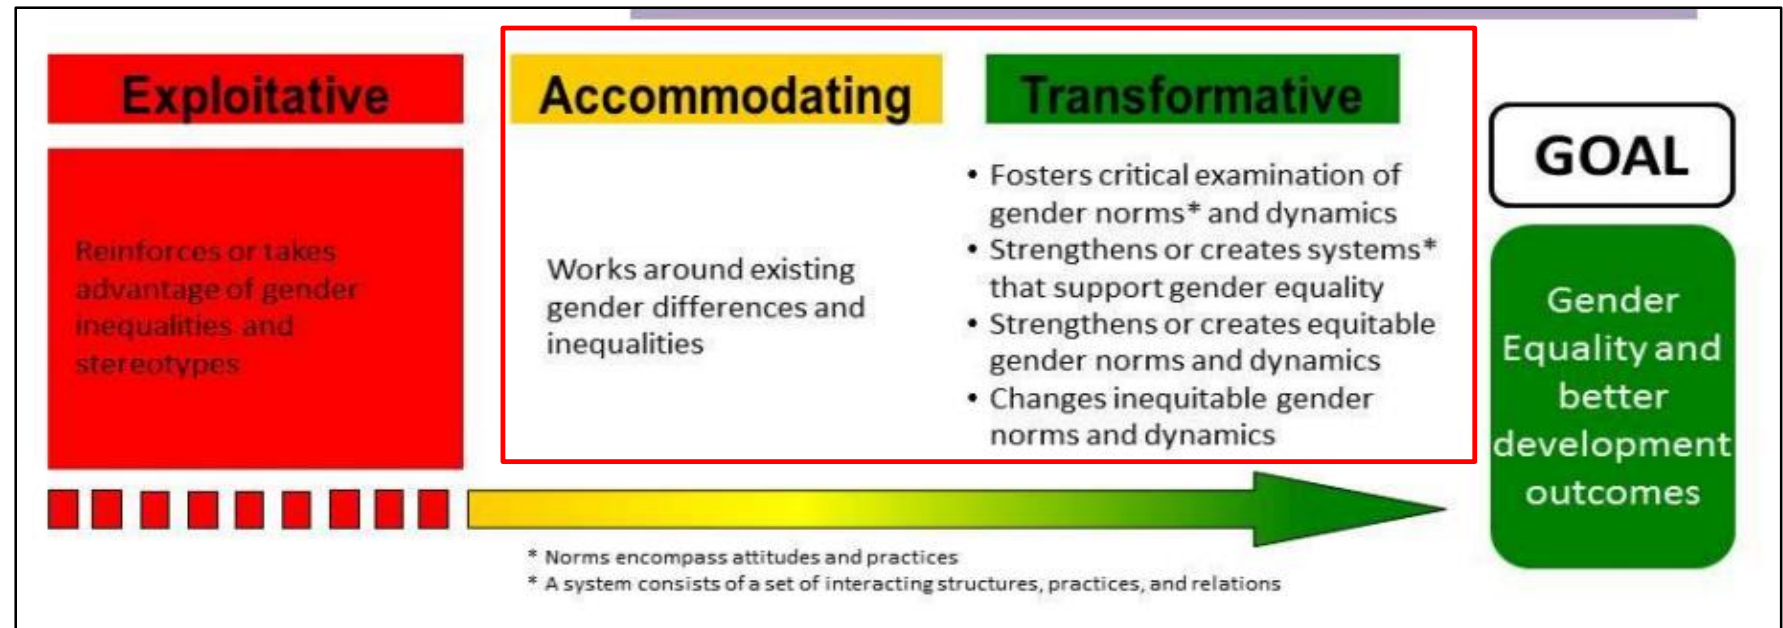 Exploitative
Reinforces or takes
advantage of gender
inequalities and
stereotypes
Accommodating
Works around existing
gender differences and
inequalities
Transformative
• Fosters critical examination of
gender norms* and dynamics
• Strengthens or creates systems*
that support gender equality
• Strengthens or creates equitable
gender norms and dynamics
• Changes inequitable gender
norms and dynamics
GOAL
Gender
Equality and
better
development
outcomes
* Norms encompass attitudes and practices
* A system consists of a set of interacting structures, practices, and relations